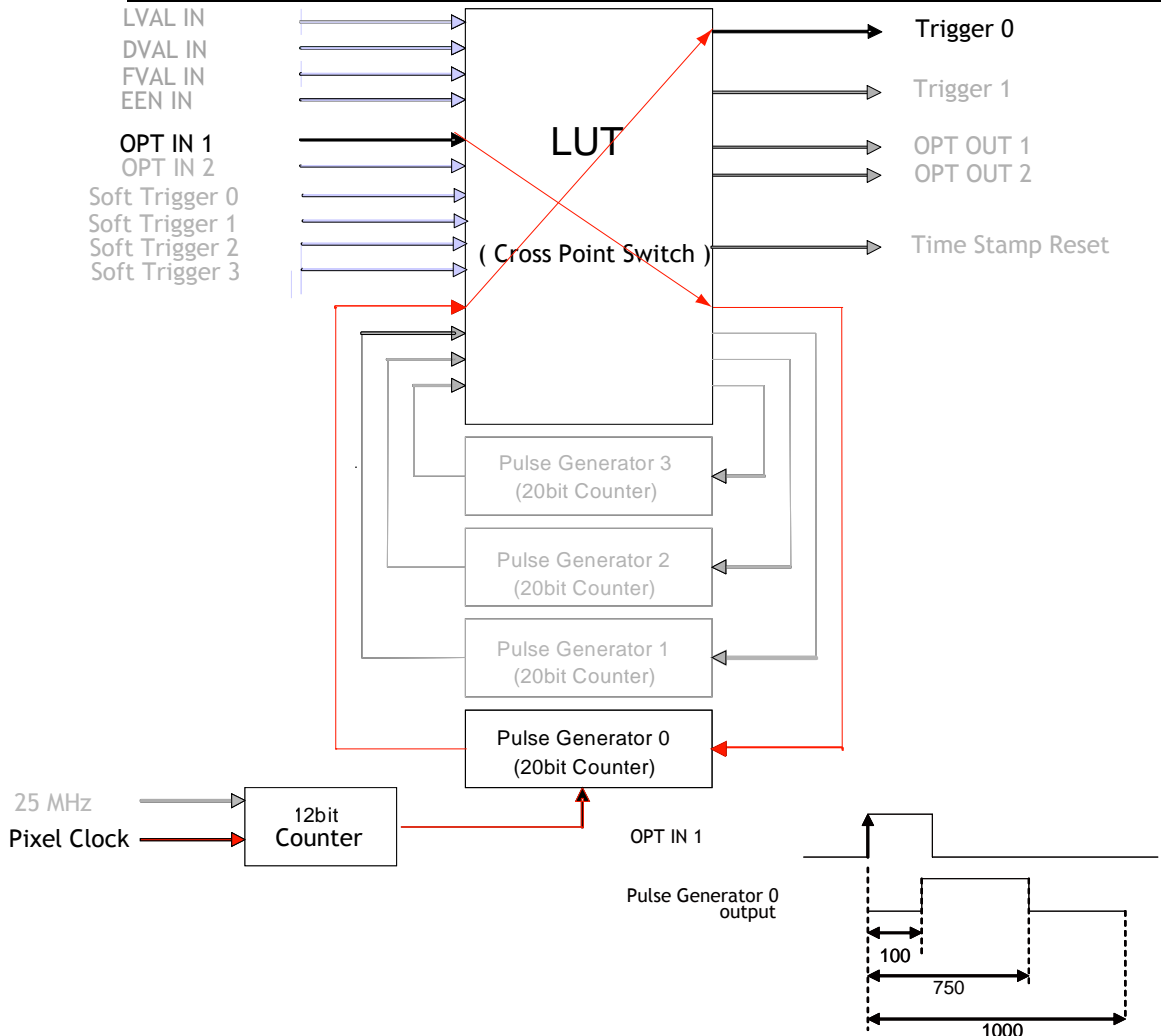 LVAL IN
DVAL IN
FVAL IN
EEN IN
OPT IN 1
OPT IN 2
Soft Trigger 0
Soft Trigger 1
Soft Trigger 2
Soft Trigger 3
LUT
( Cross Point Switch )
Trigger 0
Trigger 1
OPT OUT 1
OPT OUT 2
Time Stamp Reset
Pulse Generator 3
(20bit Counter)
Pulse Generator 2
(20bit Counter)
Pulse Generator 1
(20bit Counter)
Pulse Generator 0
(20bit Counter)
25 MHz
Pixel Clock
12bit
Counter
OPT IN 1
Pulse Generator 0
output
100
750
1000